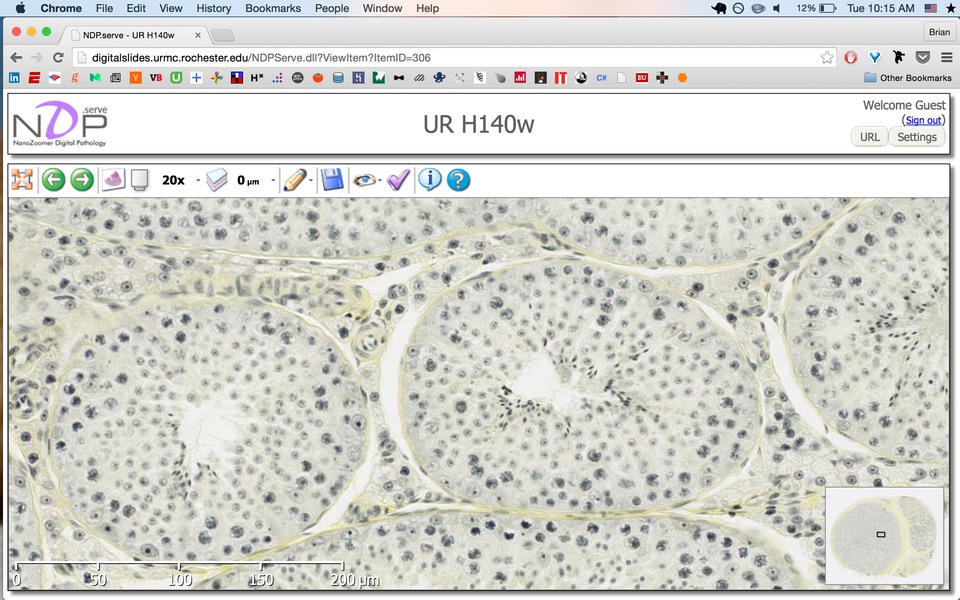 Chrome File Edit View History Bookmarks People Window Help 12% Tue 10:15 AM
NDP.serve - UR H140w Brian
digitalslides.urmc.rochester.edu/NDPServe.dll?ViewItem?ItemID=306
Other Bookmarks
NDP .serve
NanoZoomer Digital Pathology
UR H140w
Welcome Guest
(Sign out)
URL Settings
20x 0 µm
0 50 100 150 200 µm